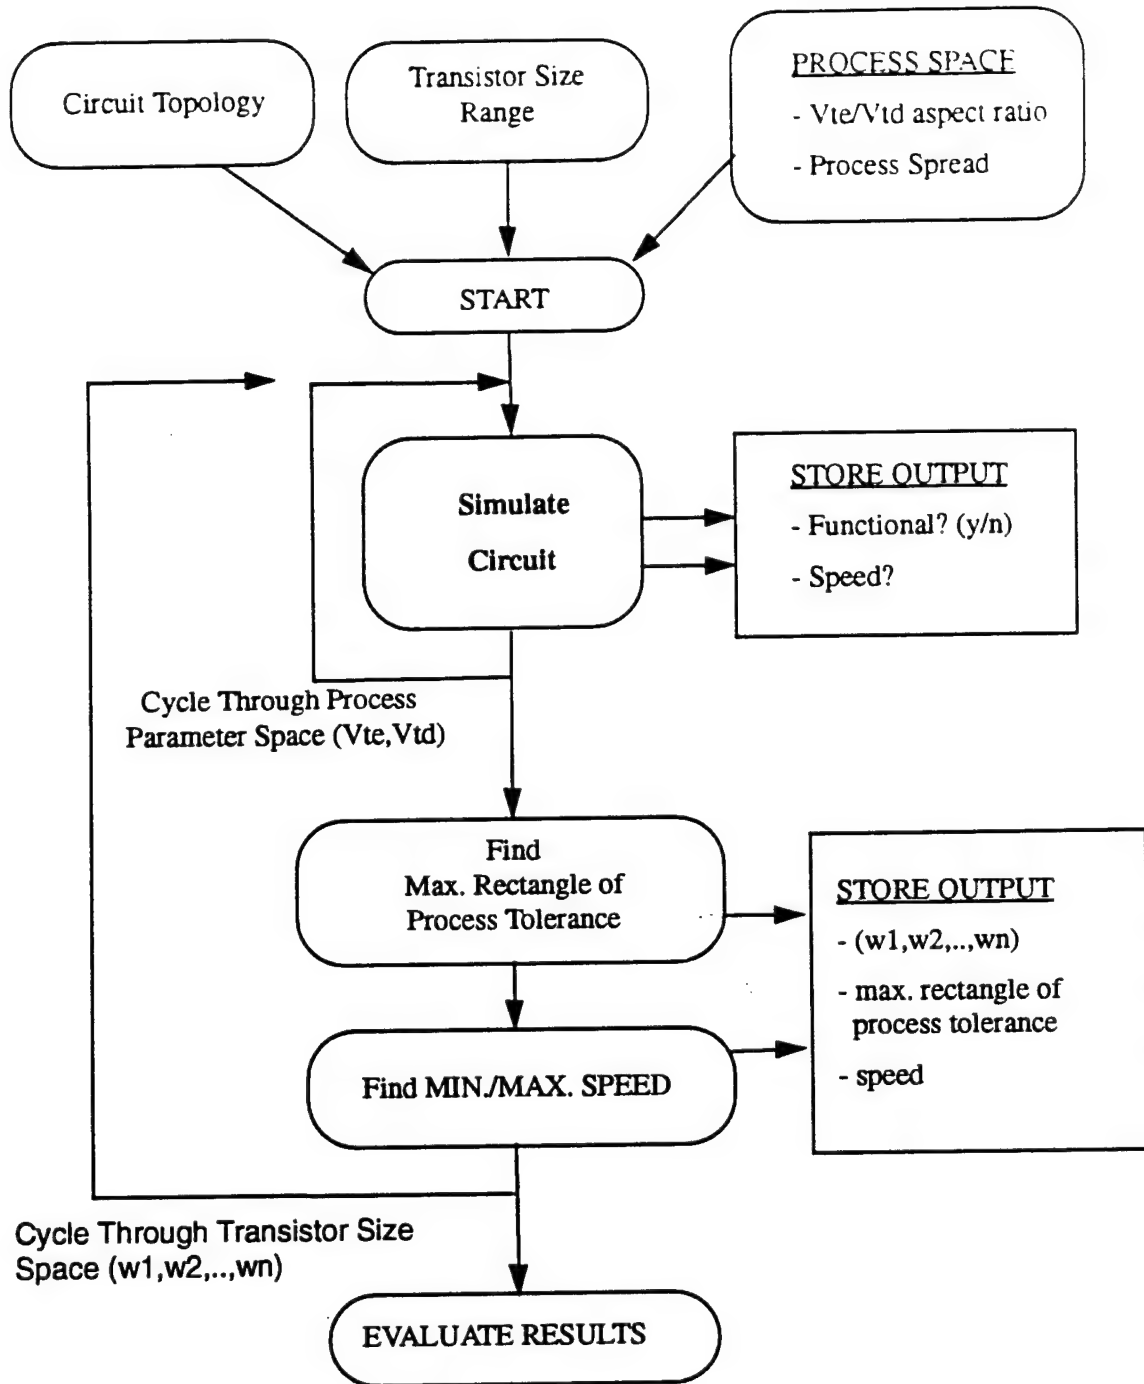 Circuit Topology
Transistor Size
Range
PROCESS SPACE
- Vte/Vtd aspect ratio
- Process Spread
START
Simulate
Circuit
STORE OUTPUT
- Functional? (y/n)
- Speed?
Cycle Through Process
Parameter Space (Vte,Vtd)
Find
Max. Rectangle of
Process Tolerance
STORE OUTPUT
- (w1,w2,..,wn)
- max. rectangle of
process tolerance
- speed
Find MIN./MAX. SPEED
Cycle Through Transistor Size
Space (w1,w2,..,wn)
EVALUATE RESULTS